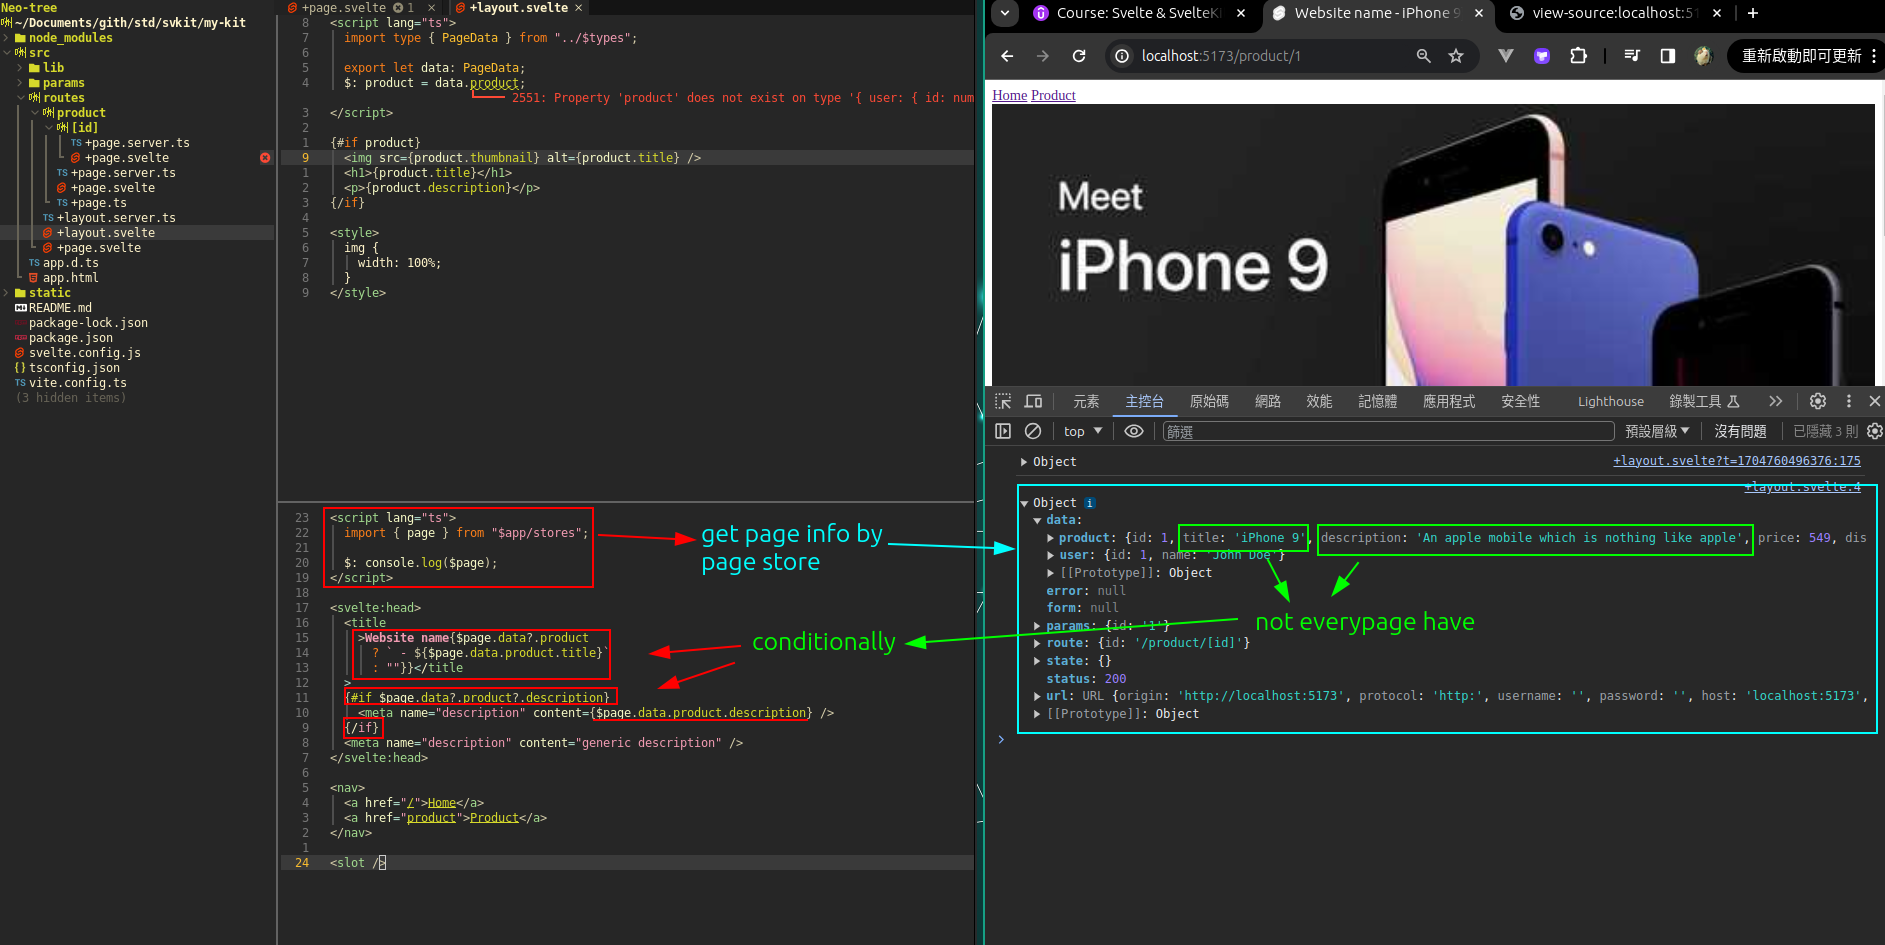 Neo-tree
~/Documents/gith/std/svkit/my-kit
node_modules
src
lib
params
routes
product
[id]
TS +page.server.ts
+page.svelte
TS +page.server.ts
+page.svelte
TS +page.ts
TS +layout.server.ts
+layout.svelte
+page.svelte
TS app.d.ts
app.html
static
README.md
package-lock.json
package.json
svelte.config.js
{} tsconfig.json
TS vite.config.ts
(3 hidden items)
+page.svelte 1 × +layout.svelte ×
8 <script lang="ts">
7 import type { PageData } from "../$types";
6
5 export let data: PageData;
4 $: product = data.product;
2551: Property 'product' does not exist on type '{ user: { id: num
3 </script>
2
1 {#if product}
9 <img src={product.thumbnail} alt={product.title} />
1 <h1>{product.title}</h1>
2 <p>{product.description}</p>
3 {/if}
4
5 <style>
6 img {
7 width: 100%;
8 }
9 </style>
23 <script lang="ts">
22 import { page } from "$app/stores";
21
20 $: console.log($page);
19 </script>
18
17 <svelte:head>
16 <title
15 >Website name{$page.data?.product
14 ? ` - ${$page.data.product.title}`
13 : ""}}</title
12 >
11 {#if $page.data?.product?.description}
10 <meta name="description" content={$page.data.product.description} />
9 {/if}
8 <meta name="description" content="generic description" />
7 </svelte:head>
6
5 <nav>
4 <a href="/">Home</a>
3 <a href="product">Product</a>
2 </nav>
1
24 <slot />
get page info by
page store
conditionally
not everypage have
Course: Svelte & SvelteKi × Website name - iPhone 9 × view-source:localhost:51 × +
localhost:5173/product/1
重新啟動即可更新
Home Product
Meet
iPhone 9
元素 主控台 原始碼 網路 效能 記憶體 應用程式 安全性 Lighthouse 錄製工具
top 篩選 預設層級 沒有問題 已隱藏 3 則
Object +layout.svelte?t=1704760496376:175
+layout.svelte:4
Object i
data:
product: {id: 1, title: 'iPhone 9', description: 'An apple mobile which is nothing like apple', price: 549, dis
user: {id: 1, name: 'John Doe'}
[[Prototype]]: Object
error: null
form: null
params: {id: '1'}
route: {id: '/product/[id]'}
state: {}
status: 200
url: URL {origin: 'http://localhost:5173', protocol: 'http:', username: '', password: '', host: 'localhost:5173',
[[Prototype]]: Object